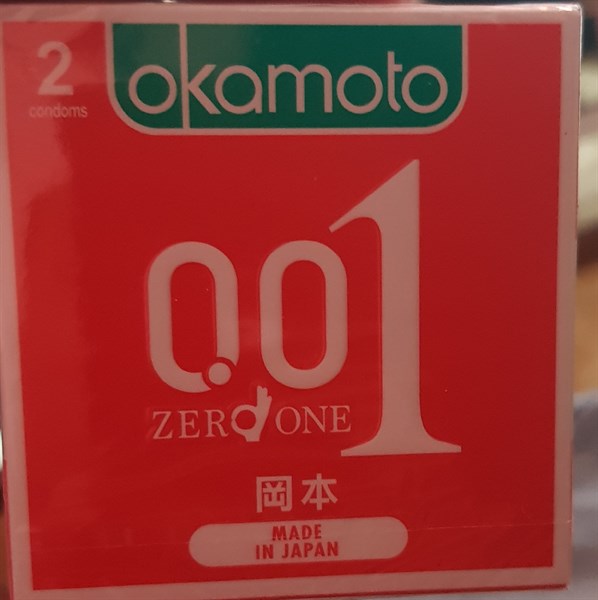 2
condoms
okamoto
0.01
ZERO ONE
岡本
MADE
IN JAPAN